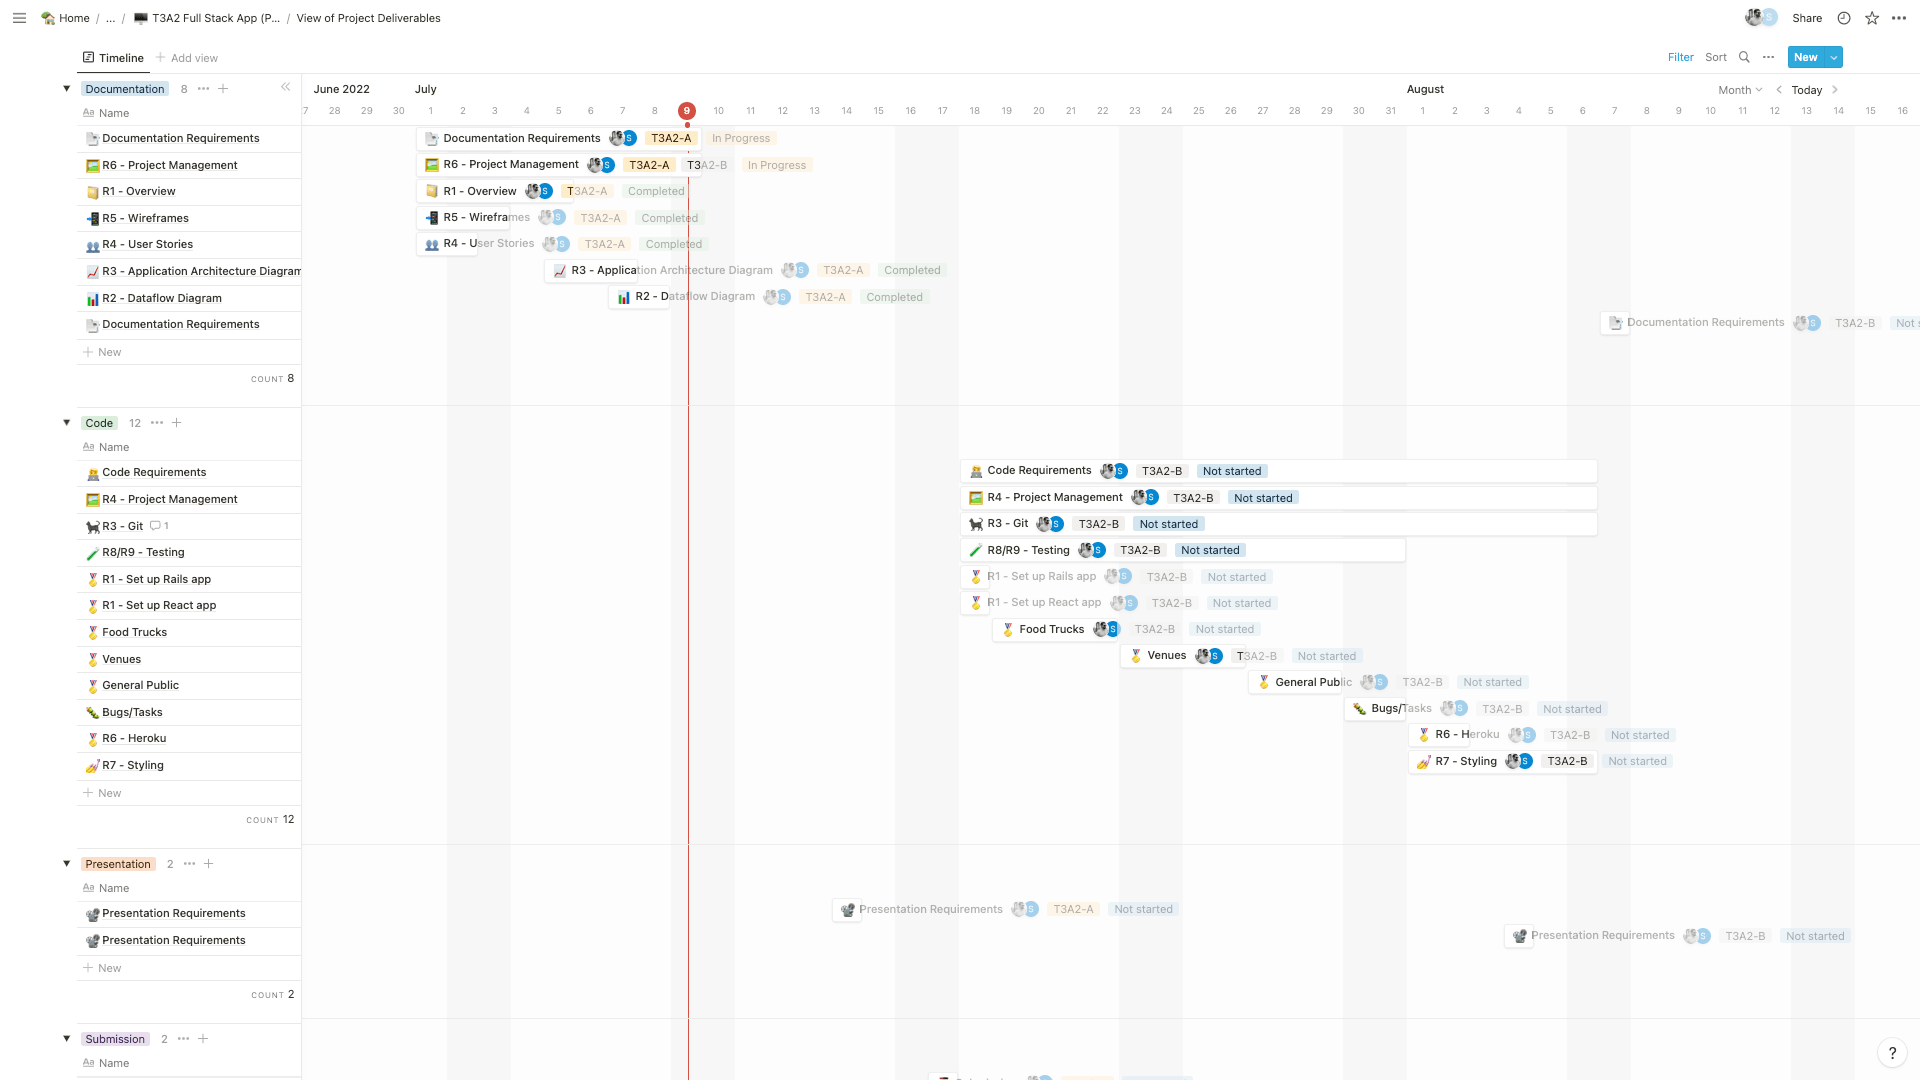 Home / ... / T3A2 Full Stack App (P... / View of Project Deliverables
S Share
Timeline Add view
Filter Sort New
Documentation 8
June 2022 July August
Month Today
7 28 29 30 1 2 3 4 5 6 7 8 9 10 11 12 13 14 15 16 17 18 19 20 21 22 23 24 25 26 27 28 29 30 31 1 2 3 4 5 6 7 8 9 10 11 12 13 14 15 16
Aa Name
Documentation Requirements
Documentation Requirements S T3A2-A In Progress
R6 - Project Management
R6 - Project Management S T3A2-A T3A2-B In Progress
R1 - Overview
R1 - Overview S T3A2-A Completed
R5 - Wireframes
R5 - Wireframes S T3A2-A Completed
R4 - User Stories
R4 - User Stories S T3A2-A Completed
R3 - Application Architecture Diagram
R3 - Application Architecture Diagram S T3A2-A Completed
R2 - Dataflow Diagram
R2 - Dataflow Diagram S T3A2-A Completed
Documentation Requirements
Documentation Requirements S T3A2-B Not s
New
COUNT 8
Code 12
Aa Name
Code Requirements
Code Requirements S T3A2-B Not started
R4 - Project Management
R4 - Project Management S T3A2-B Not started
R3 - Git 1
R3 - Git S T3A2-B Not started
R8/R9 - Testing
R8/R9 - Testing S T3A2-B Not started
R1 - Set up Rails app
R1 - Set up Rails app S T3A2-B Not started
R1 - Set up React app
R1 - Set up React app S T3A2-B Not started
Food Trucks
Food Trucks S T3A2-B Not started
Venues
Venues S T3A2-B Not started
General Public
General Public S T3A2-B Not started
Bugs/Tasks
Bugs/Tasks S T3A2-B Not started
R6 - Heroku
R6 - Heroku S T3A2-B Not started
R7 - Styling
R7 - Styling S T3A2-B Not started
New
COUNT 12
Presentation 2
Aa Name
Presentation Requirements
Presentation Requirements S T3A2-A Not started
Presentation Requirements
Presentation Requirements S T3A2-B Not started
New
COUNT 2
Submission 2
Aa Name
?